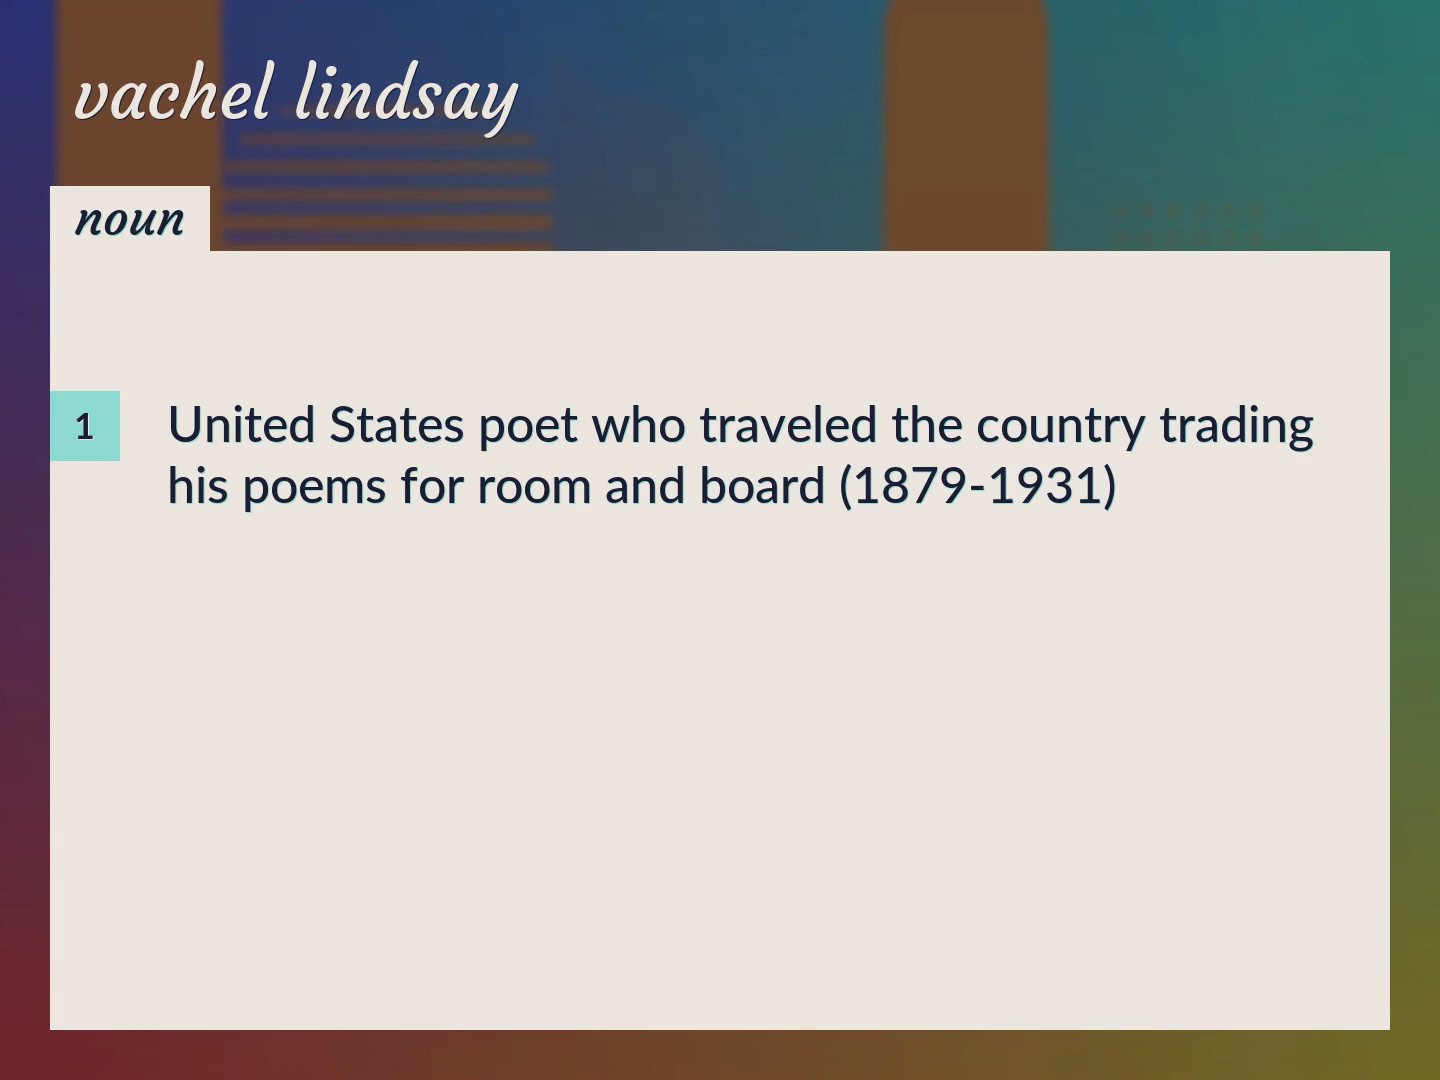 vachel lindsay
noun
1
United States poet who traveled the country trading
his poems for room and board (1879-1931)